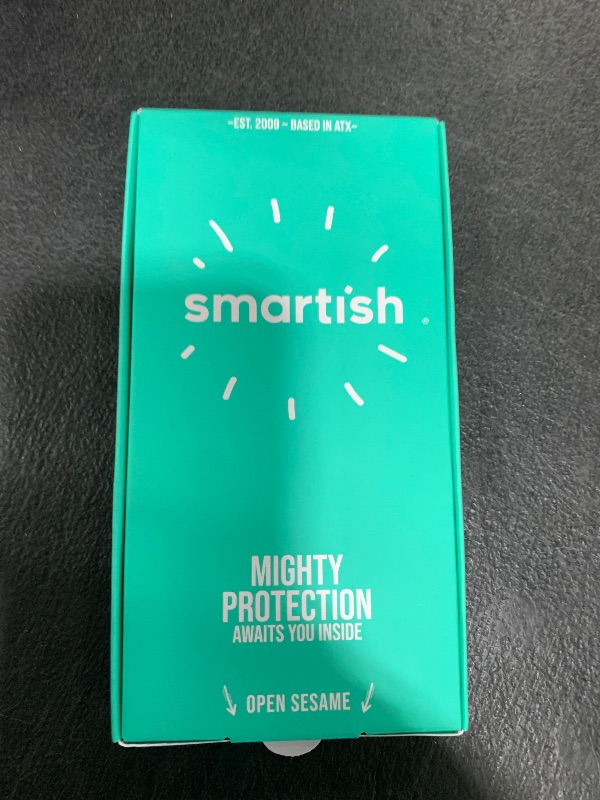 ~EST. 2009 ~ BASED IN ATX~
smartish ®
MIGHTY
PROTECTION
AWAITS YOU INSIDE
OPEN SESAME